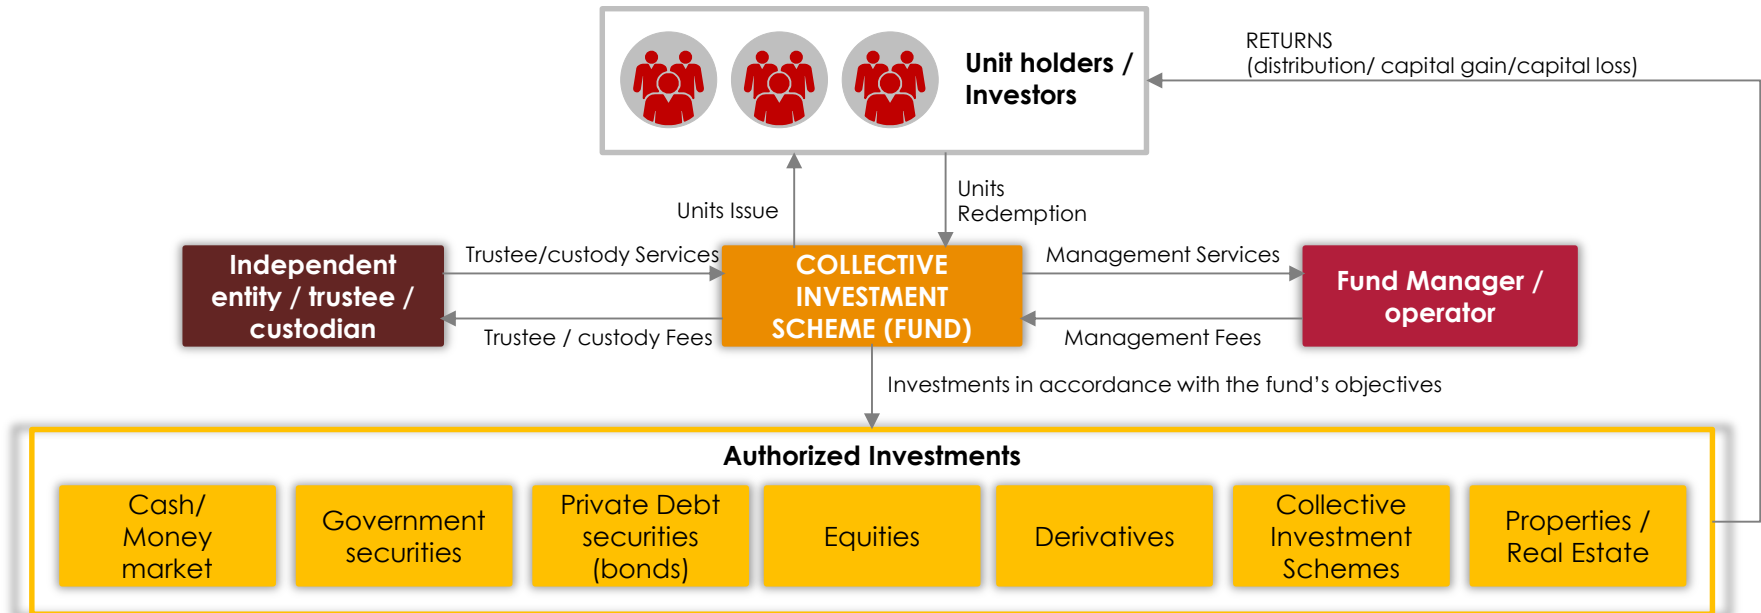 Unit holders /
Investors
RETURNS
(distribution/ capital gain/capital loss)
Units Issue
Units
Redemption
Independent
entity / trustee /
custodian
Trustee/custody Services
Trustee / custody Fees
COLLECTIVE
INVESTMENT
SCHEME (FUND)
Management Services
Management Fees
Fund Manager /
operator
Investments in accordance with the fund's objectives
Authorized Investments
Cash/
Money
market
Government
securities
Private Debt
securities
(bonds)
Equities
Derivatives
Collective
Investment
Schemes
Properties /
Real Estate